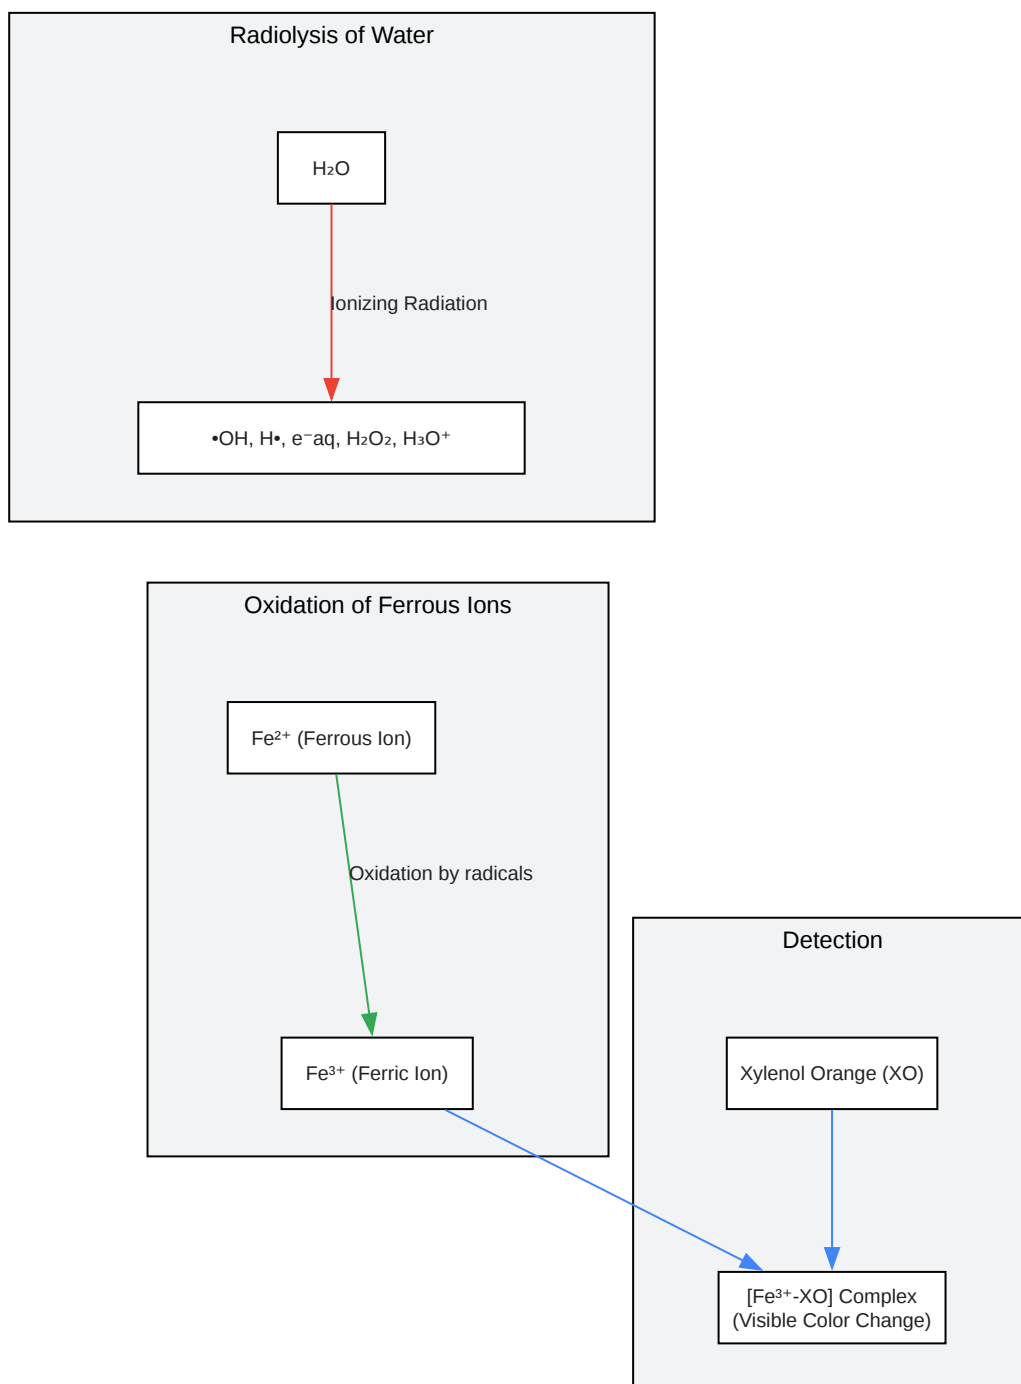 Radiolysis of Water
H₂O
Ionizing Radiation
•OH, H•, e⁻aq, H₂O₂, H₃O⁺
Oxidation of Ferrous Ions
Fe²⁺ (Ferrous Ion)
Oxidation by radicals
Fe³⁺ (Ferric Ion)
Detection
Xylenol Orange (XO)
[Fe³⁺-XO] Complex
(Visible Color Change)